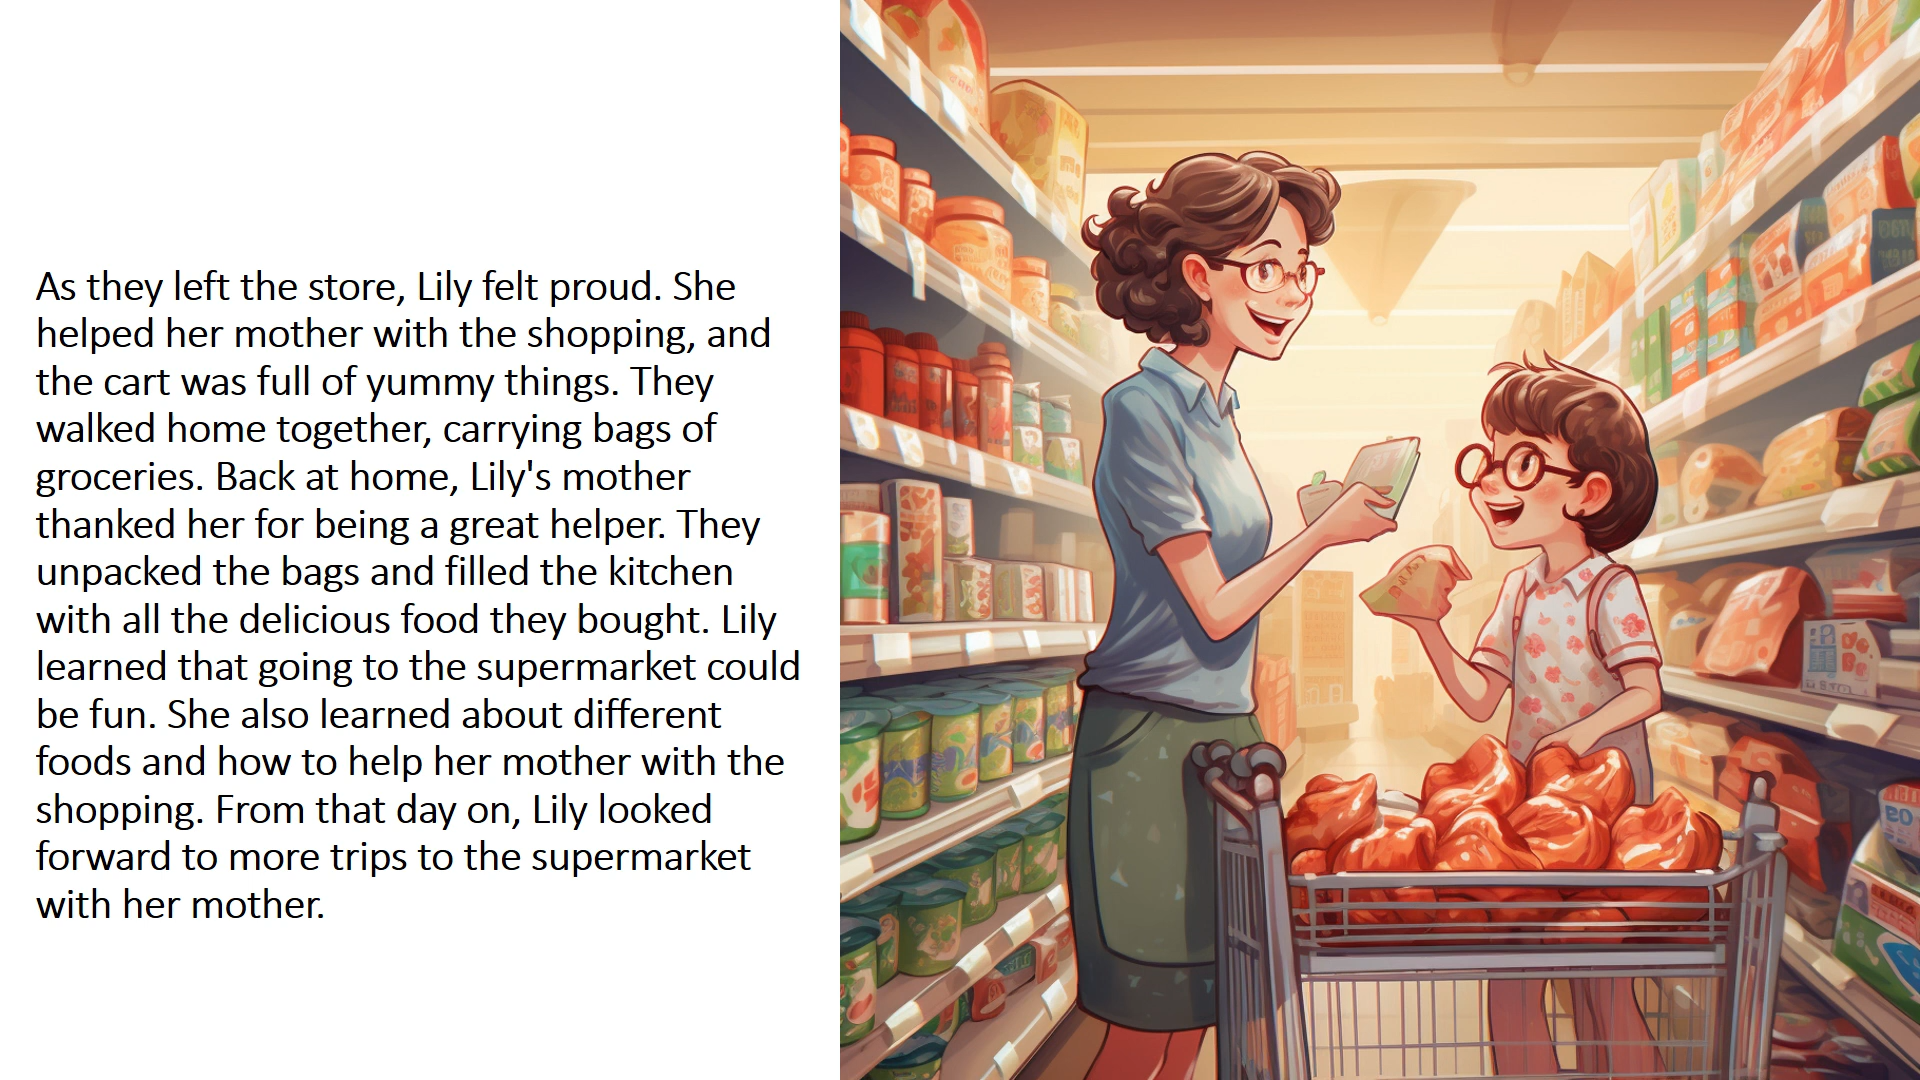 As they left the store, Lily felt proud. She
helped her mother with the shopping, and
the cart was full of yummy things. They
walked home together, carrying bags of
groceries. Back at home, Lily's mother
thanked her for being a great helper. They
unpacked the bags and filled the kitchen
with all the delicious food they bought. Lily
learned that going to the supermarket could
be fun. She also learned about different
foods and how to help her mother with the
shopping. From that day on, Lily looked
forward to more trips to the supermarket
with her mother.